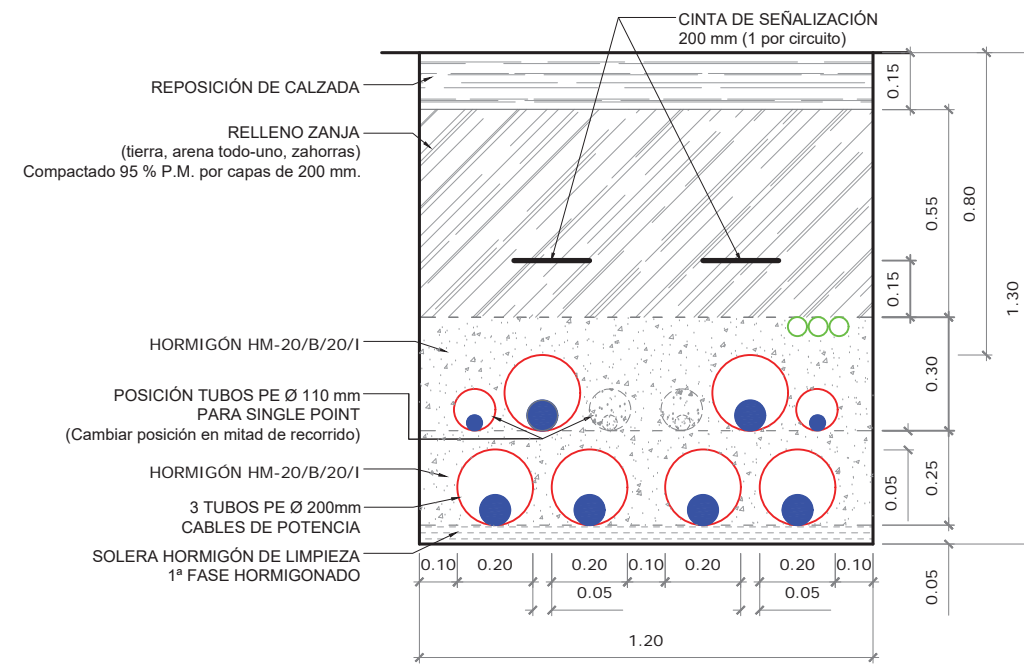 CINTA DE SEÑALIZACIÓN
200 mm (1 por circuito)
REPOSICIÓN DE CALZADA
RELLENO ZANJA
(tierra, arena todo-uno, zahorras)
Compactado 95 % P.M. por capas de 200 mm.
HORMIGÓN HM-20/B/20/I
POSICIÓN TUBOS PE Ø 110 mm
PARA SINGLE POINT
(Cambiar posición en mitad de recorrido)
HORMIGÓN HM-20/B/20/I
3 TUBOS PE Ø 200mm
CABLES DE POTENCIA
SOLERA HORMIGÓN DE LIMPIEZA
1ª FASE HORMIGONADO
0.15
0.55
0.80
0.15
1.30
0.30
0.05
0.25
0.05
0.10
0.20
0.20
0.10
0.20
0.20
0.10
0.05
0.05
1.20